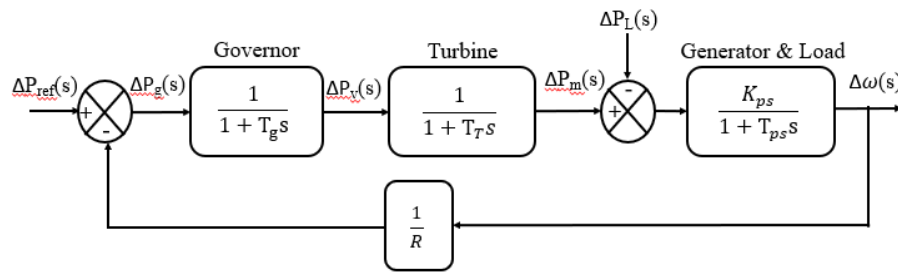 ΔP_L(s)
Governor Turbine Generator & Load
ΔP_ref(s) ΔP_g(s) ΔP_v(s) ΔP_m(s) Δω(s)
+ - + -
1 / (1 + T_g s)
1 / (1 + T_T s)
K_ps / (1 + T_ps s)
1 / R